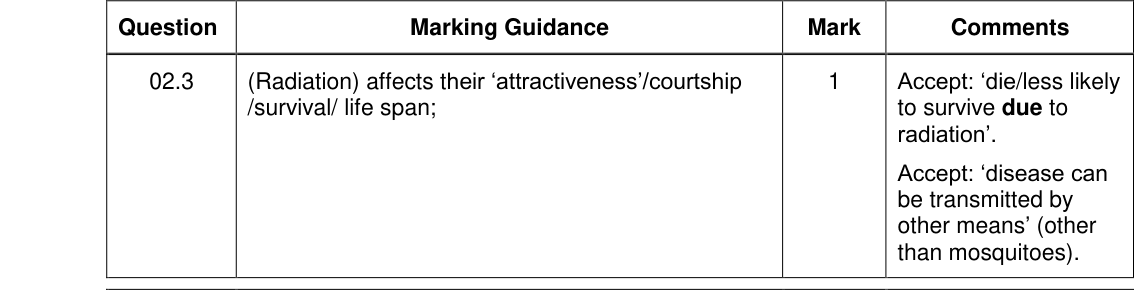 Question Marking Guidance Mark Comments
02.3 (Radiation) affects their ‘attractiveness’/courtship 1 Accept: ‘die/less likely
/survival/ life span; to survive due to
radiation’.
Accept: ‘disease can
be transmitted by
other means’ (other
than mosquitoes).